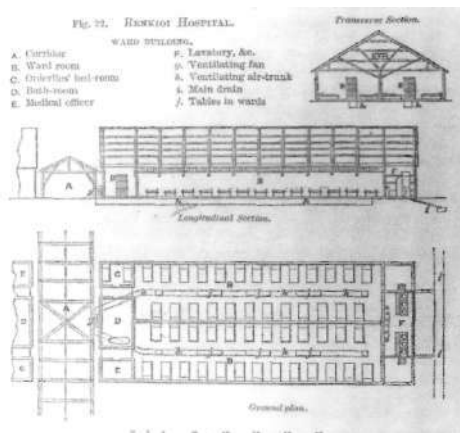 Fig. 22. RENKIOI HOSPITAL.
WARD BUILDING.
A. Corridor
B. Ward room
C. Orderlies' bed-room
D. Bath-room
E. Medical officer
F. Lavatory, &c.
g. Ventilating fan
h. Ventilating air-trunk
i. Main drain
j. Tables in wards
Transverse Section.
A
B
Longitudinal Section.
C
B
A
D
F
E
B
Ground plan.